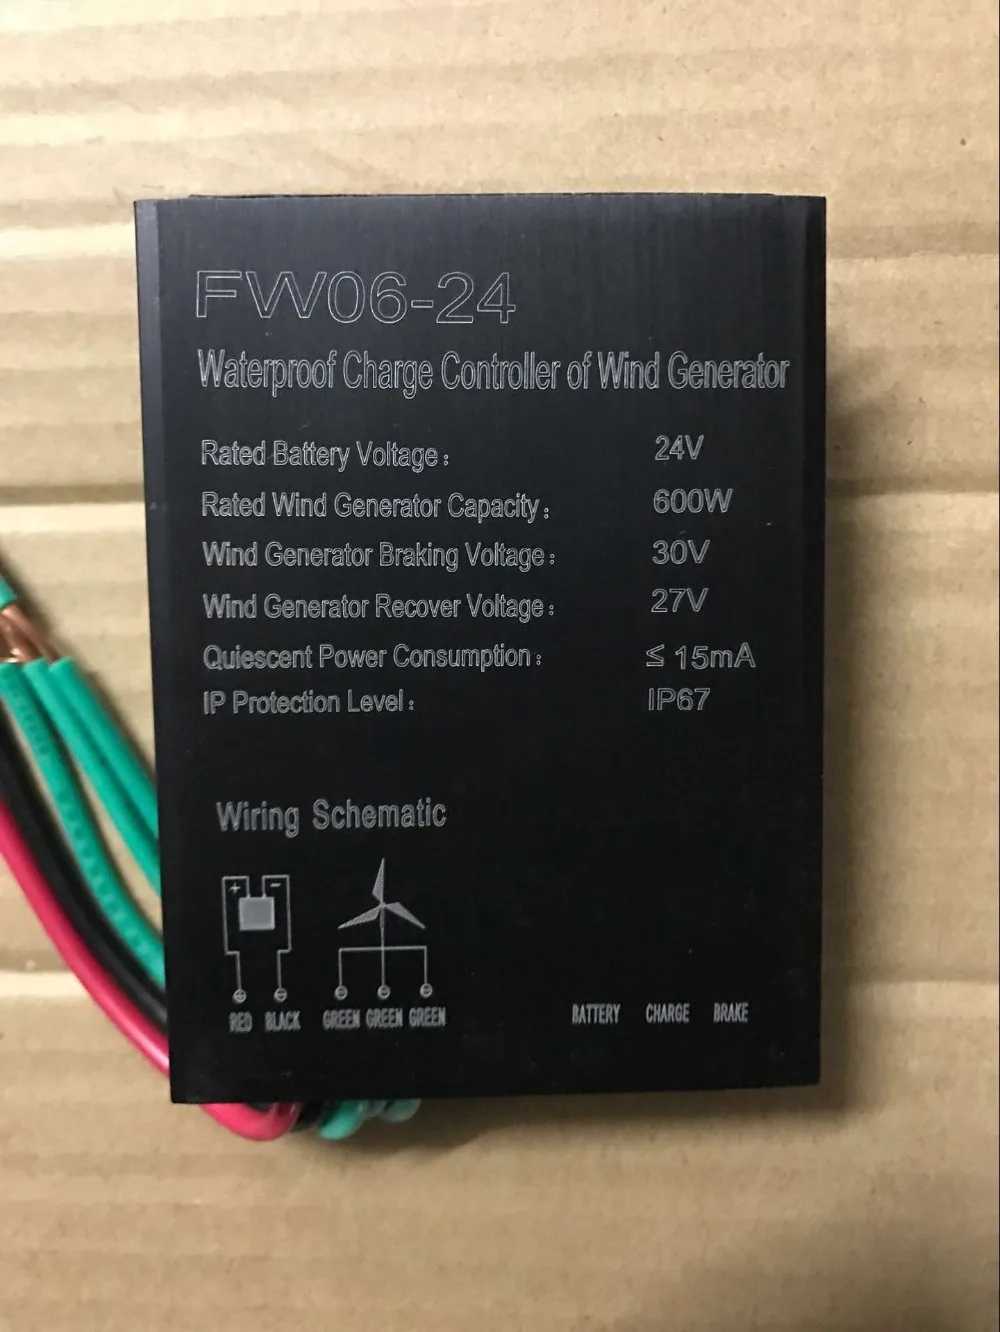 FW06-24
Waterproof Charge Controller of Wind Generator
Rated Battery Voltage: 24V
Rated Wind Generator Capacity: 600W
Wind Generator Braking Voltage: 30V
Wind Generator Recover Voltage: 27V
Quiescent Power Consumption: ≤ 15mA
IP Protection Level: IP67
Wiring Schematic
+ −
RED BLACK GREEN GREEN GREEN BATTERY CHARGE BRAKE